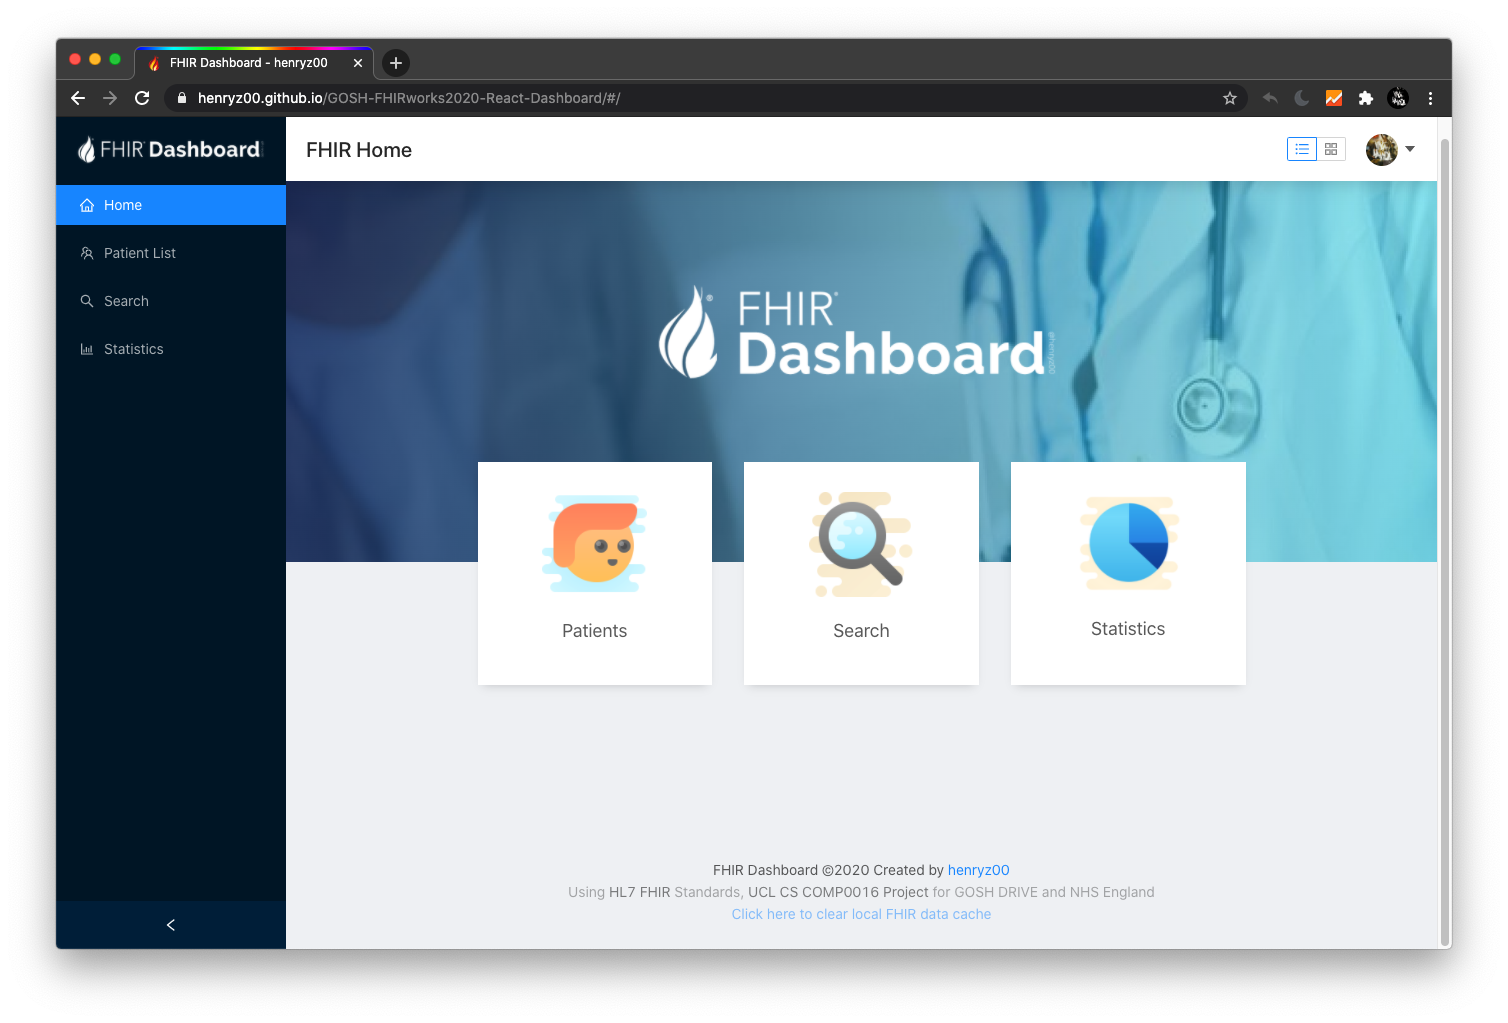 FHIR Dashboard - henryz00
henryz00.github.io/GOSH-FHIRworks2020-React-Dashboard/#/
FHIR® Dashboard
FHIR Home
Home
Patient List
Search
Statistics
®
FHIR®
Dashboard
@henryz00
Patients
Search
Statistics
FHIR Dashboard ©2020 Created by henryz00
Using HL7 FHIR Standards, UCL CS COMP0016 Project for GOSH DRIVE and NHS England
Click here to clear local FHIR data cache